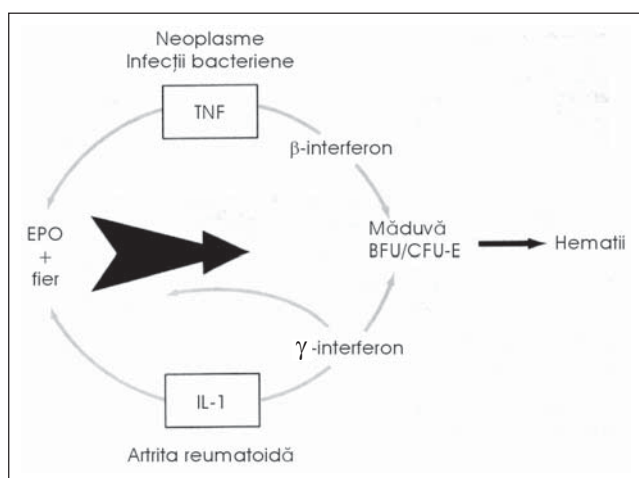 Neoplasme
Infecții bacteriene
TNF
β-interferon
EPO
+
fier
Măduvă
BFU/CFU-E
Hematii
γ-interferon
IL-1
Artrita reumatoidă